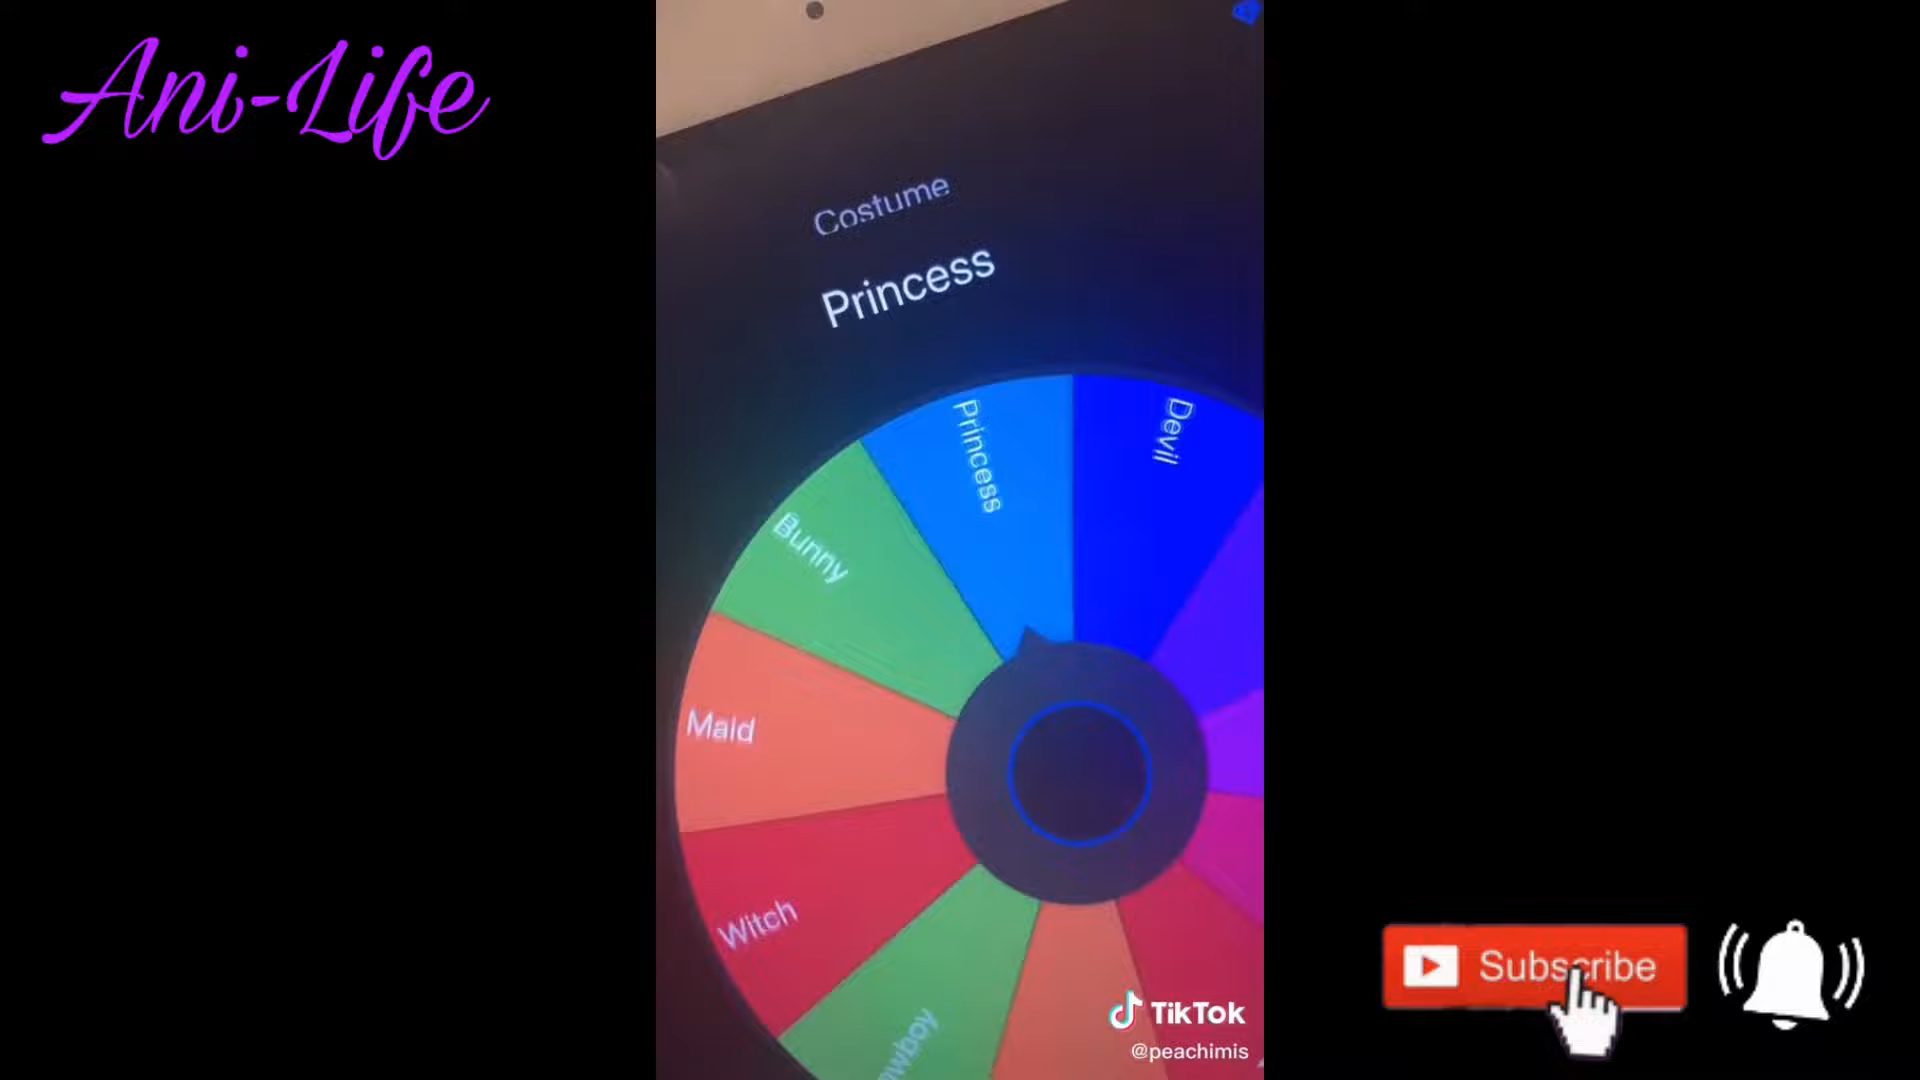 Ani-Life
Costume
Princess
Princess
Devil
Bunny
Maid
Witch
TikTok
@peachimis
Subscribe